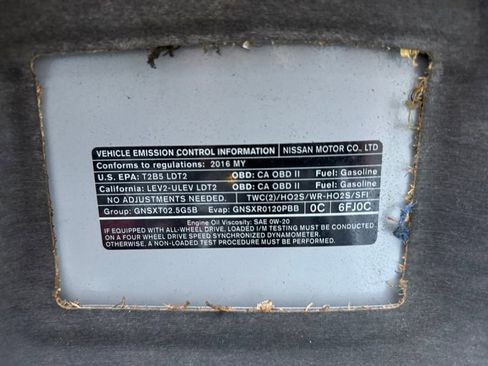 VEHICLE EMISSION CONTROL INFORMATION NISSAN MOTOR CO., LTD
Conforms to regulations: 2016 MY
U.S. EPA: T2B5 LDT2 OBD: CA OBD II Fuel: Gasoline
California: LEV2-ULEV LDT2 OBD: CA OBD II Fuel: Gasoline
NO ADJUSTMENTS NEEDED. TWC(2)/HO2S/WR-HO2S/SFI
Group: GNSXT02.5G5B Evap: GNSXR0120PBB 0C 6FJ0C
Engine Oil Viscosity: SAE 0W-20
IF EQUIPPED WITH ALL-WHEEL DRIVE, LOADED I/M TESTING MUST BE CONDUCTED
ON A FOUR WHEEL DRIVE SPEED SYNCHRONIZED DYNAMOMETER.
OTHERWISE, A NON-LOADED TEST PROCEDURE MUST BE CONDUCTED.